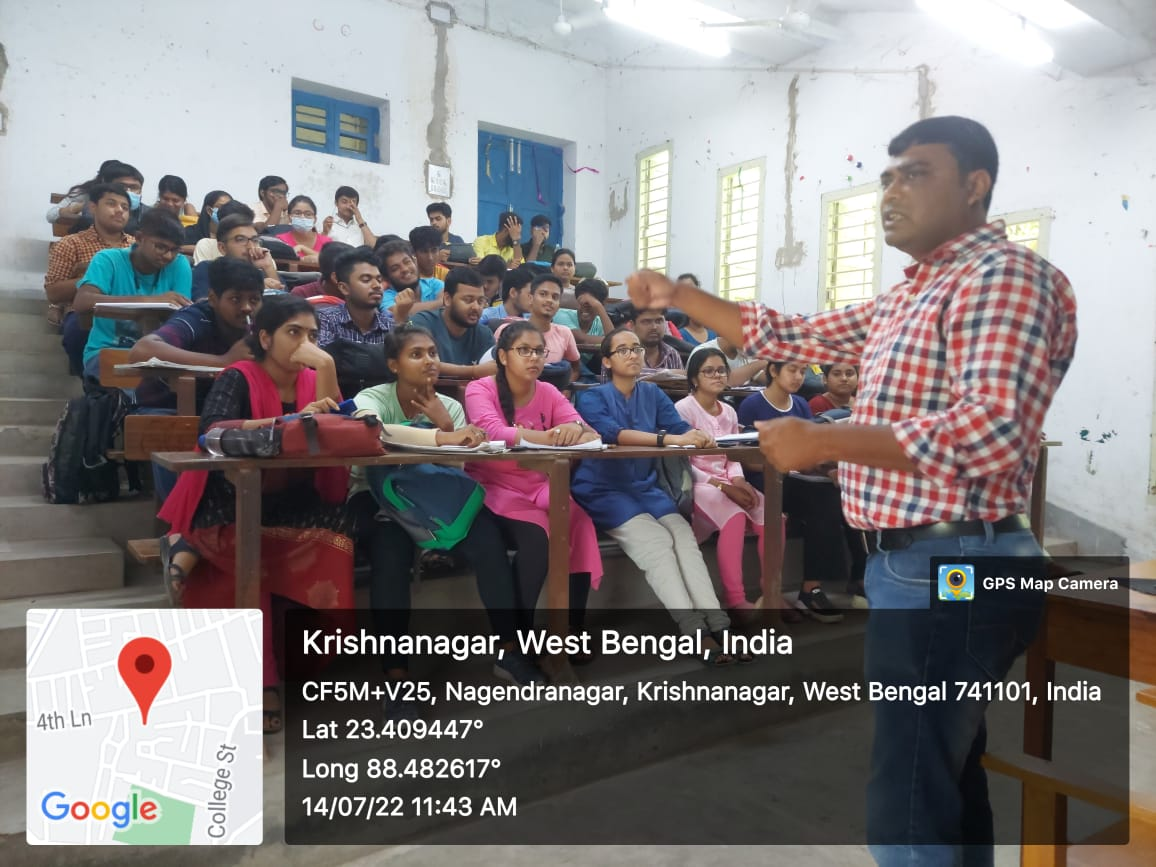 GPS Map Camera
Krishnanagar, West Bengal, India
CF5M+V25, Nagendranagar, Krishnanagar, West Bengal 741101, India
Lat 23.409447°
Long 88.482617°
14/07/22 11:43 AM
4th Ln
College St
Google